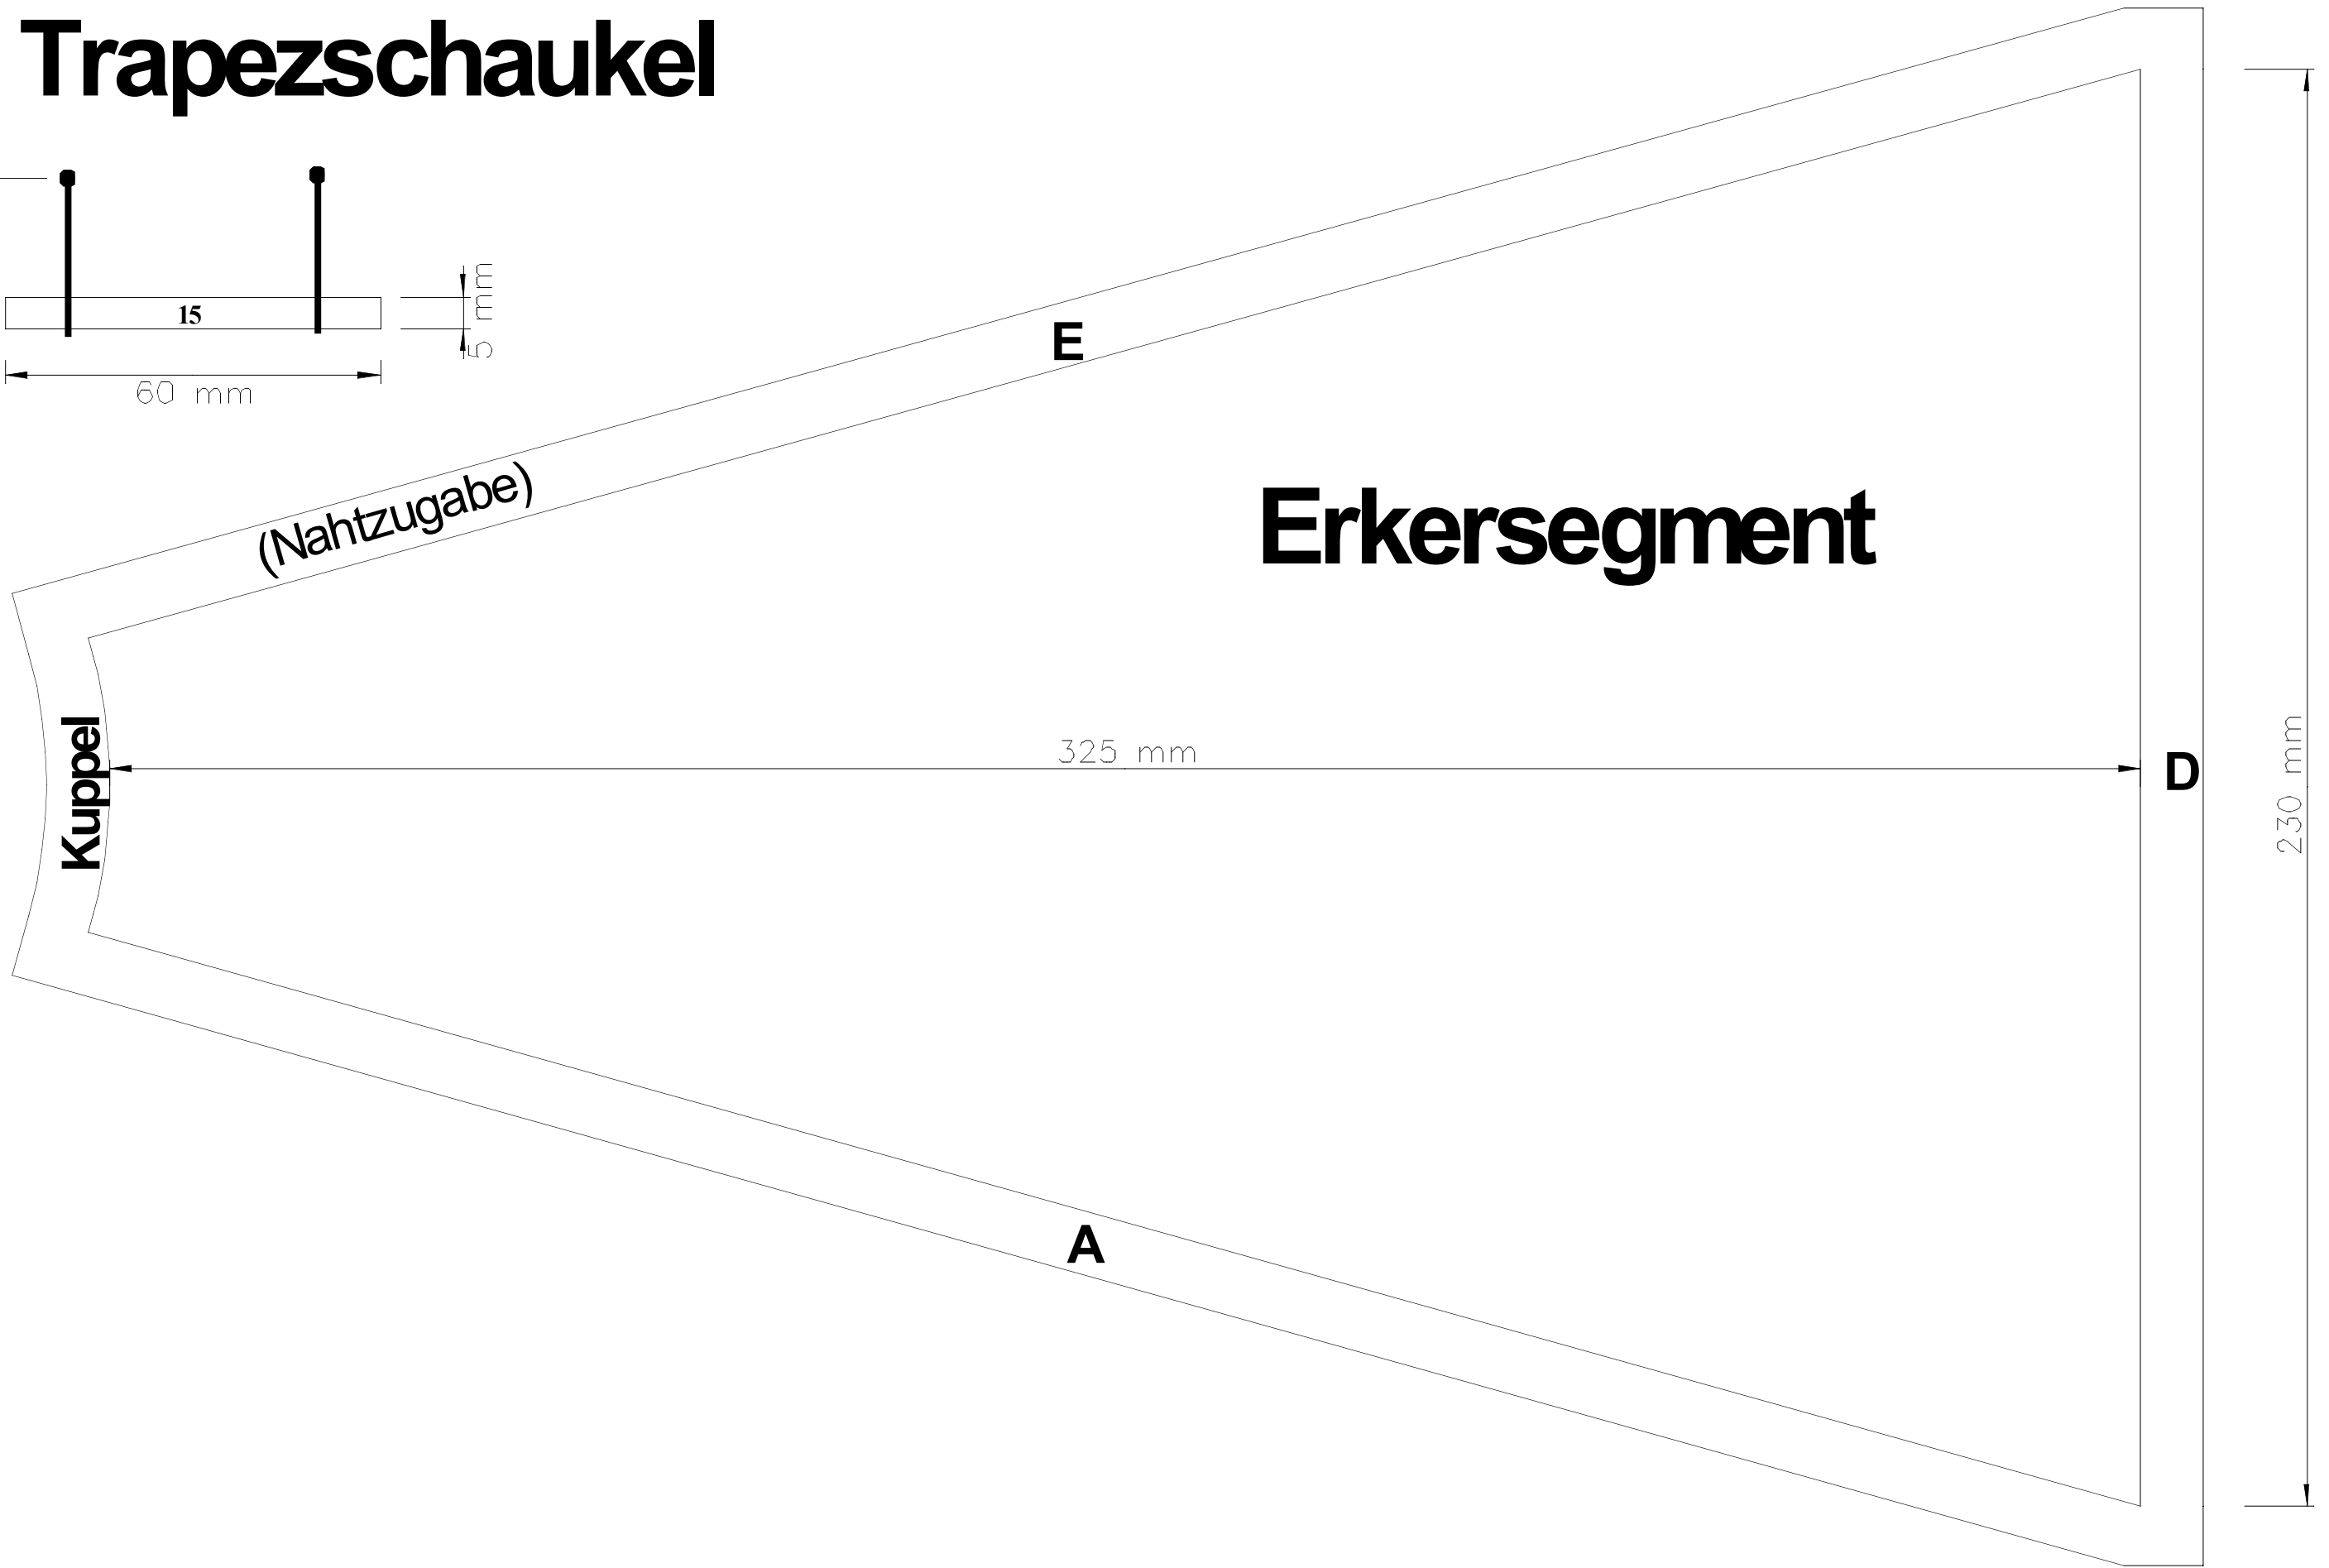 Trapezschaukel
15
5 mm
60 mm
E
(Nahtzugabe)
Erkersegment
Kuppel
325 mm
D
230 mm
A